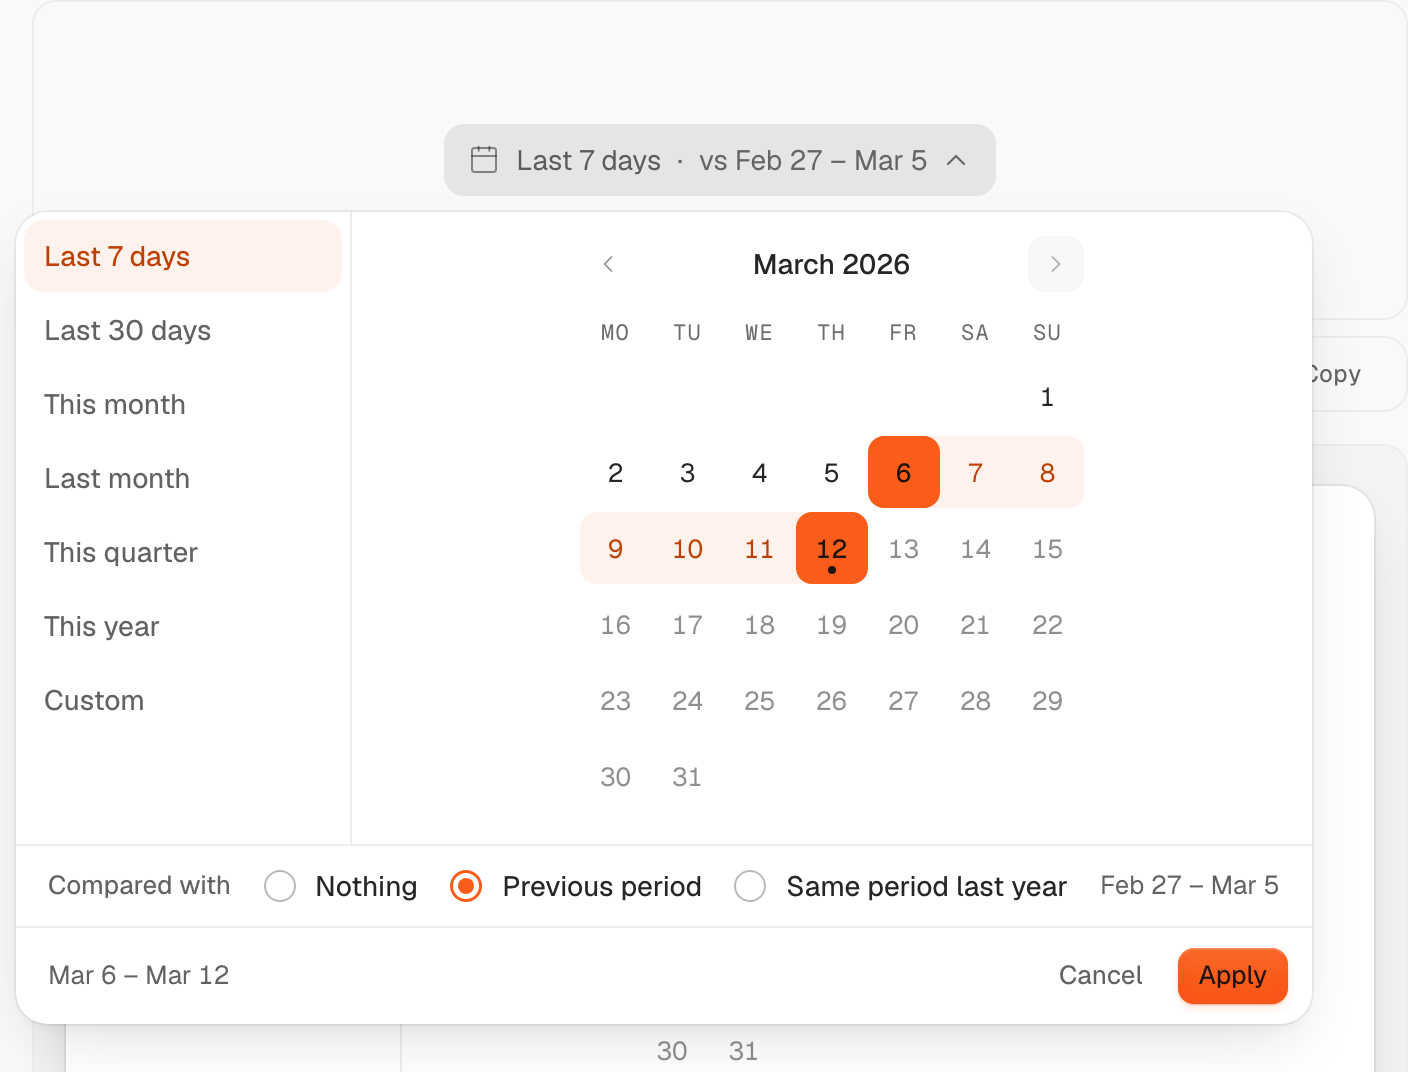 Last 7 days · vs Feb 27 – Mar 5
Last 7 days
Last 30 days
This month
Last month
This quarter
This year
Custom
March 2026
MO TU WE TH FR SA SU
1
2 3 4 5 6 7 8
9 10 11 12 13 14 15
16 17 18 19 20 21 22
23 24 25 26 27 28 29
30 31
Copy
Compared with Nothing Previous period Same period last year Feb 27 – Mar 5
Mar 6 – Mar 12 Cancel Apply
30 31